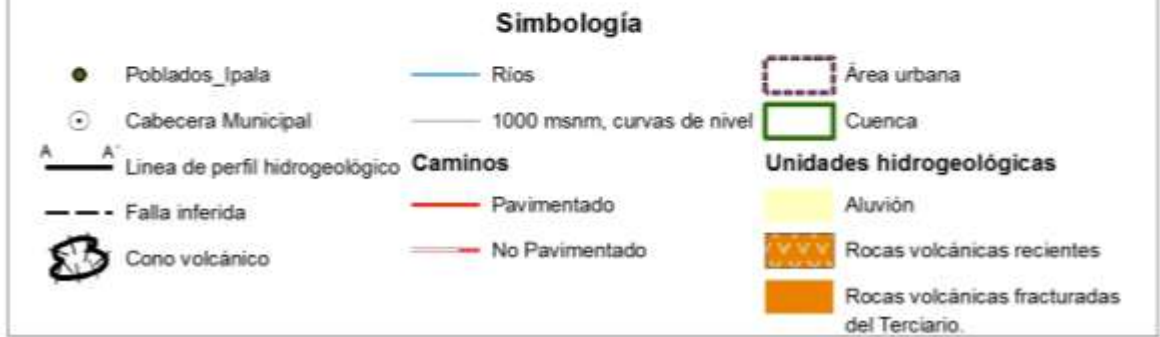 Simbología
Poblados_Ipala
Cabecera Municipal
A A´
Linea de perfil hidrogeológico
Falla inferida
Cono volcánico
Ríos
1000 msnm, curvas de nivel
Caminos
Pavimentado
No Pavimentado
Área urbana
Cuenca
Unidades hidrogeológicas
Aluvión
Rocas volcánicas recientes
Rocas volcánicas fracturadas
del Terciario.